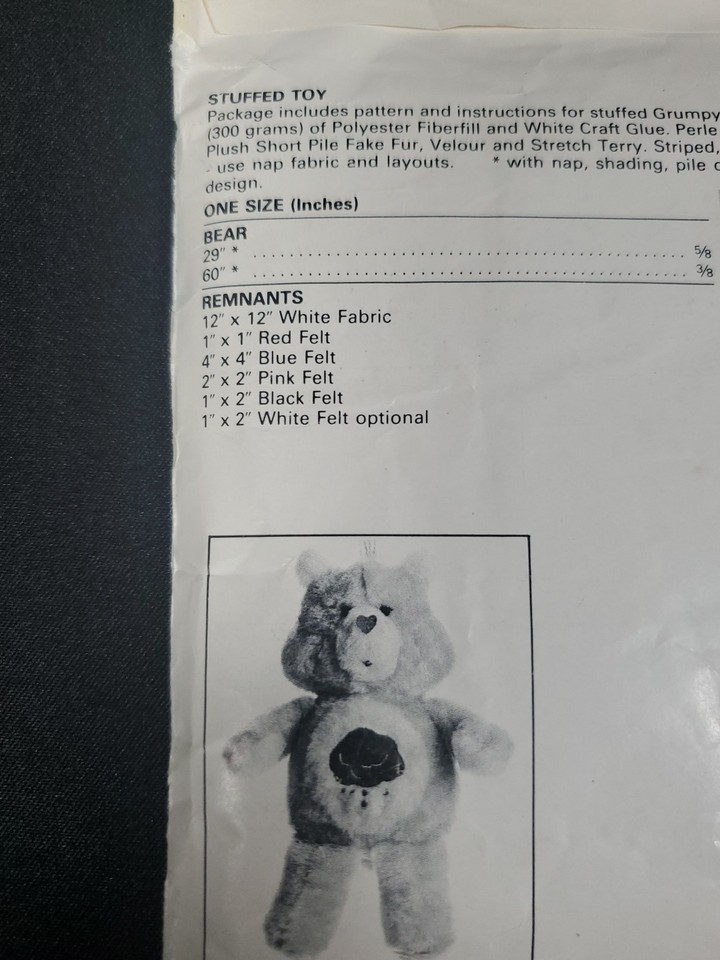 STUFFED TOY
Package includes pattern and instructions for stuffed Grumpy
(300 grams) of Polyester Fiberfill and White Craft Glue. Perle
Plush Short Pile Fake Fur, Velour and Stretch Terry. Striped,
- use nap fabric and layouts. * with nap, shading, pile
design.
ONE SIZE (Inches)
BEAR
29" * ........................................ 5/8
60" * ........................................ 3/8
REMNANTS
12" x 12" White Fabric
1" x 1" Red Felt
4" x 4" Blue Felt
2" x 2" Pink Felt
1" x 2" Black Felt
1" x 2" White Felt optional